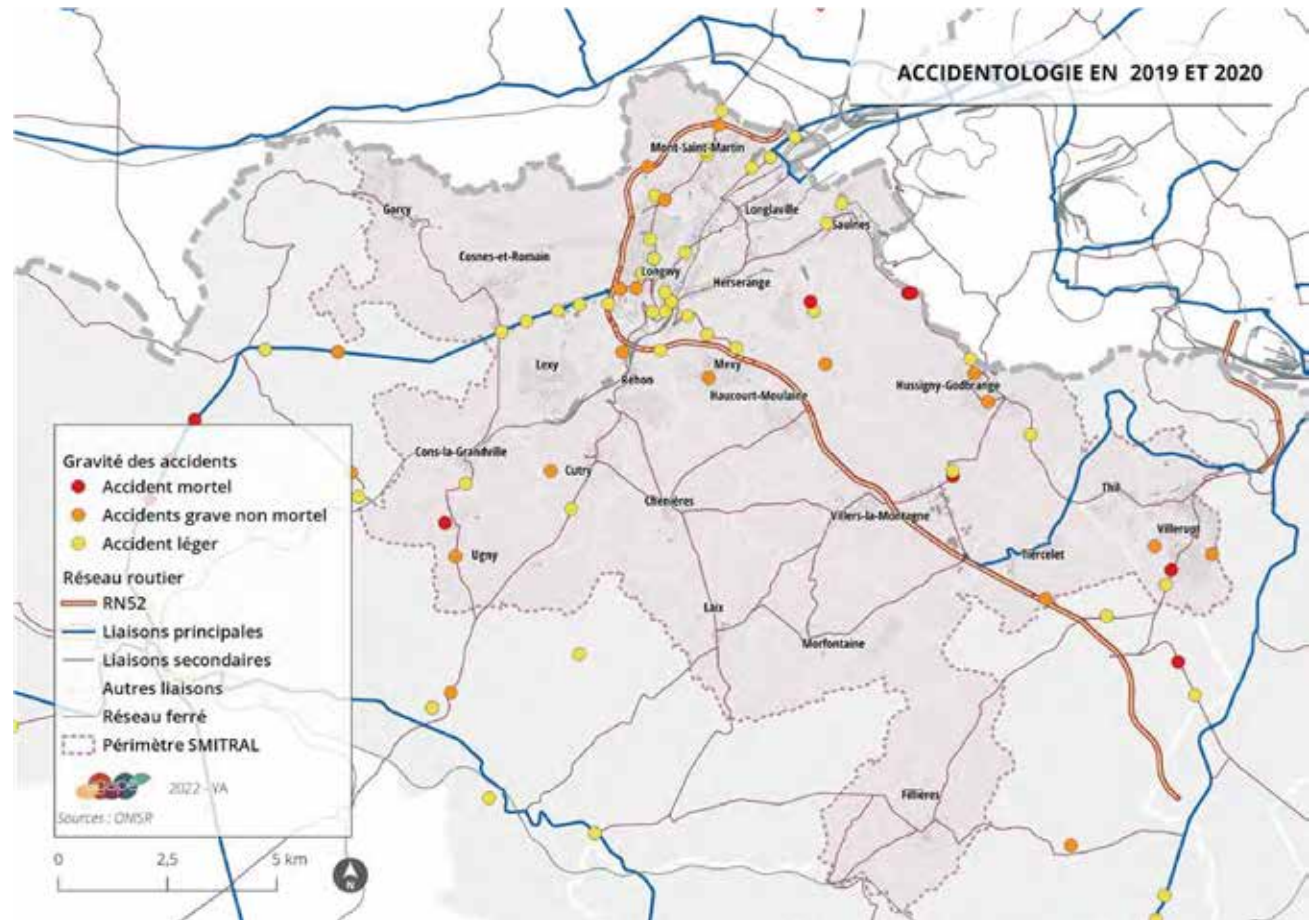 ACCIDENTOLOGIE EN 2019 ET 2020
Mont-Saint-Martin
Gorcy
Longlaville
Saulnes
Cosnes-et-Romain
Longwy
Herserange
Lexy
Rehon
Mexy
Haucourt-Moulaine
Hussigny-Godbrange
Cons-la-Grandville
Cutry
Chenières
Villers-la-Montagne
Thil
Villerupt
Ugny
Tiercelet
Laix
Morfontaine
Fillières
Gravité des accidents
Accident mortel
Accidents grave non mortel
Accident léger
Réseau routier
RN52
Liaisons principales
Liaisons secondaires
Autres liaisons
Réseau ferré
Périmètre SMITRAL
2022 - YA
Sources : ONISR
0 2,5 5 km
N